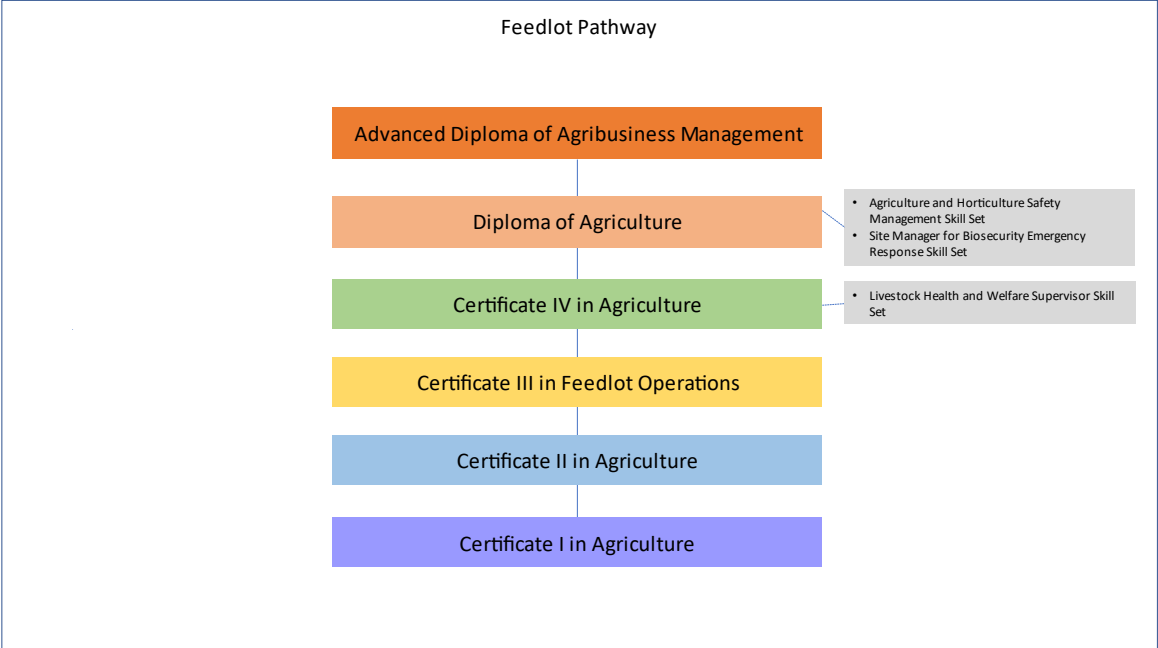 Feedlot Pathway
Advanced Diploma of Agribusiness Management
Diploma of Agriculture
• Agriculture and Horticulture Safety
Management Skill Set
• Site Manager for Biosecurity Emergency
Response Skill Set
Certificate IV in Agriculture
• Livestock Health and Welfare Supervisor Skill
Set
Certificate III in Feedlot Operations
Certificate II in Agriculture
Certificate I in Agriculture